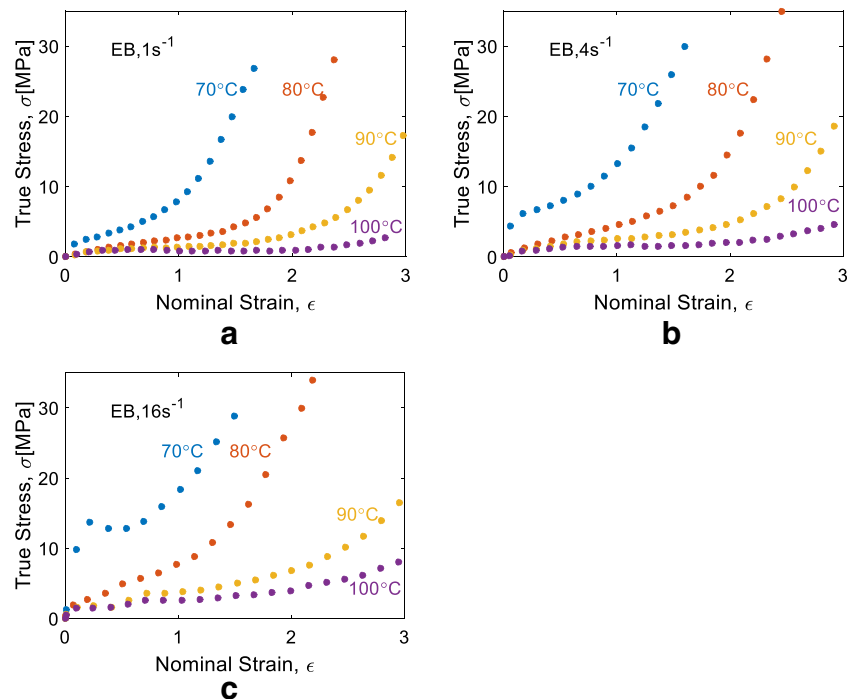 EB,1s⁻¹
70°C
80°C
90°C
100°C
True Stress, σ[MPa]
30
20
10
0
0 1 2 3
Nominal Strain, ϵ
a
EB,4s⁻¹
70°C
80°C
90°C
100°C
True Stress, σ[MPa]
30
20
10
0
0 1 2 3
Nominal Strain, ϵ
b
EB,16s⁻¹
70°C
80°C
90°C
100°C
True Stress, σ[MPa]
30
20
10
0
0 1 2 3
Nominal Strain, ϵ
c